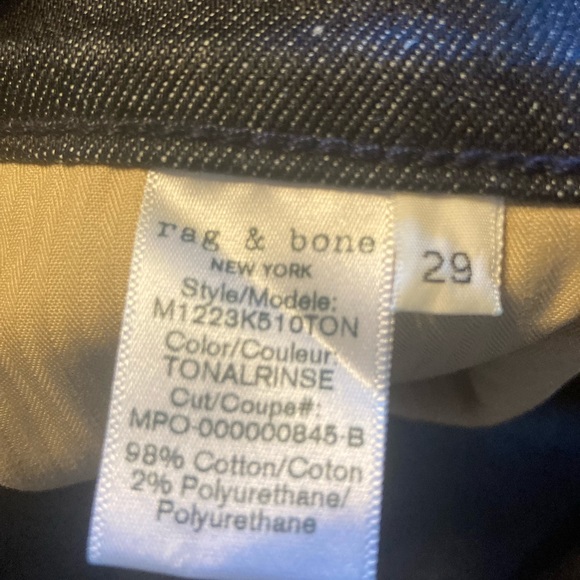 rag & bone
NEW YORK
Style/Modele:
M1223K510TON
Color/Couleur:
TONALRINSE
Cut/Coupe#:
MPO-000000845-B
98% Cotton/Coton
2% Polyurethane/
Polyurethane
29